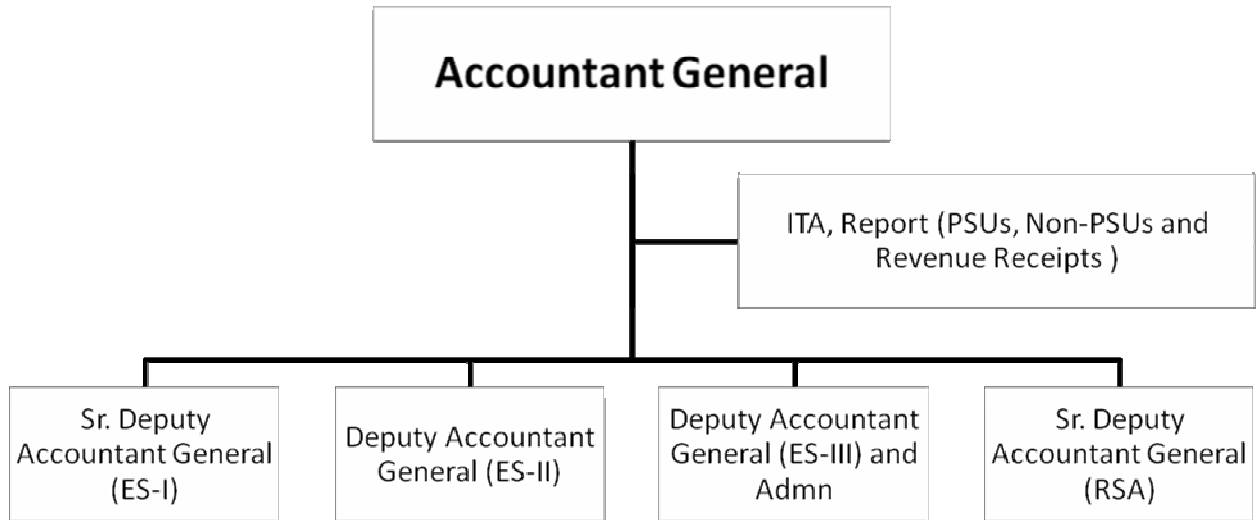 Accountant General
ITA, Report (PSUs, Non-PSUs and
Revenue Receipts )
Sr. Deputy
Accountant General
(ES-I)
Deputy Accountant
General (ES-II)
Deputy Accountant
General (ES-III) and
Admn
Sr. Deputy
Accountant General
(RSA)